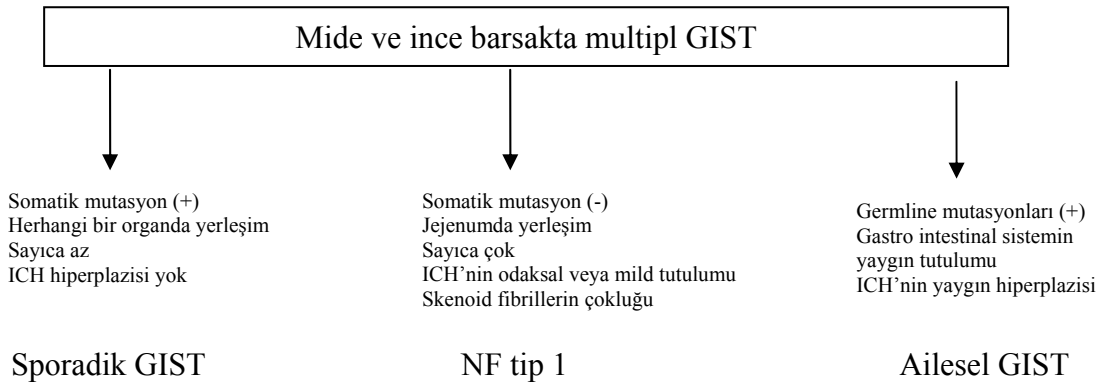 Mide ve ince barsakta multipl GIST
Somatik mutasyon (+)
Herhangi bir organda yerleşim
Sayıca az
ICH hiperplazisi yok
Somatik mutasyon (-)
Jejenumda yerleşim
Sayıca çok
ICH’nin odaksal veya mild tutulumu
Skenoid fibrillerin çokluğu
Germline mutasyonları (+)
Gastro intestinal sistemin
yaygın tutulumu
ICH’nin yaygın hiperplazisi
Sporadik GIST
NF tip 1
Ailesel GIST